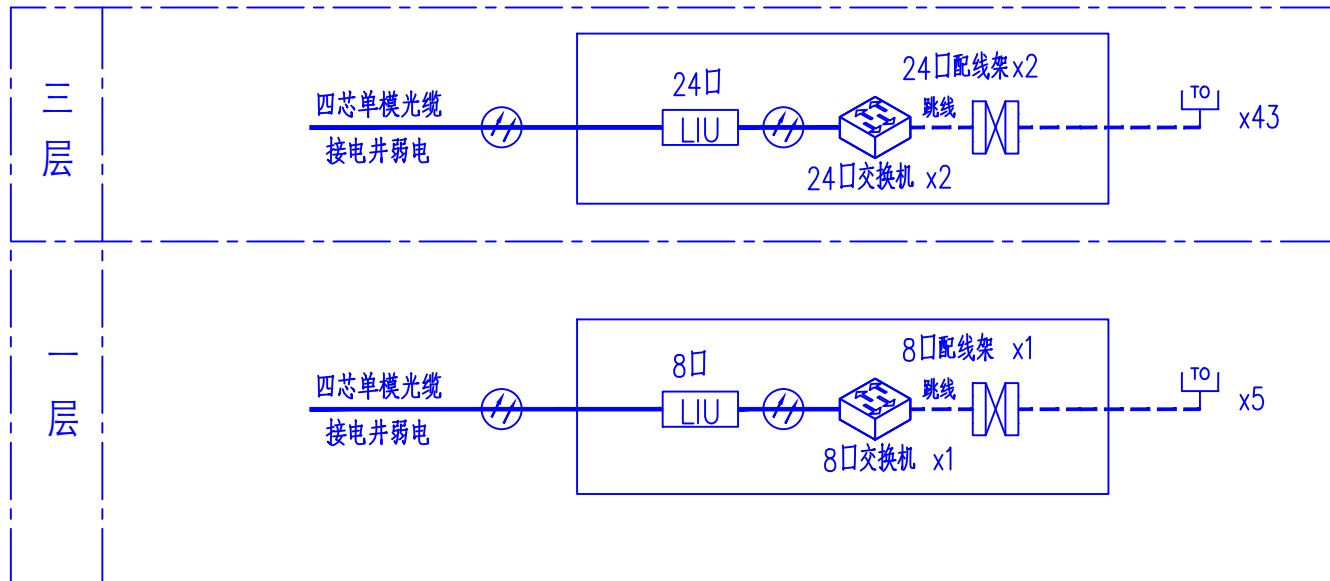 三层
四芯单模光缆
接电井弱电
24口
LIU
24口配线架x2
跳线
24口交换机 x2
TO
x43
一层
四芯单模光缆
接电井弱电
8口
LIU
8口配线架 x1
跳线
8口交换机 x1
TO
x5